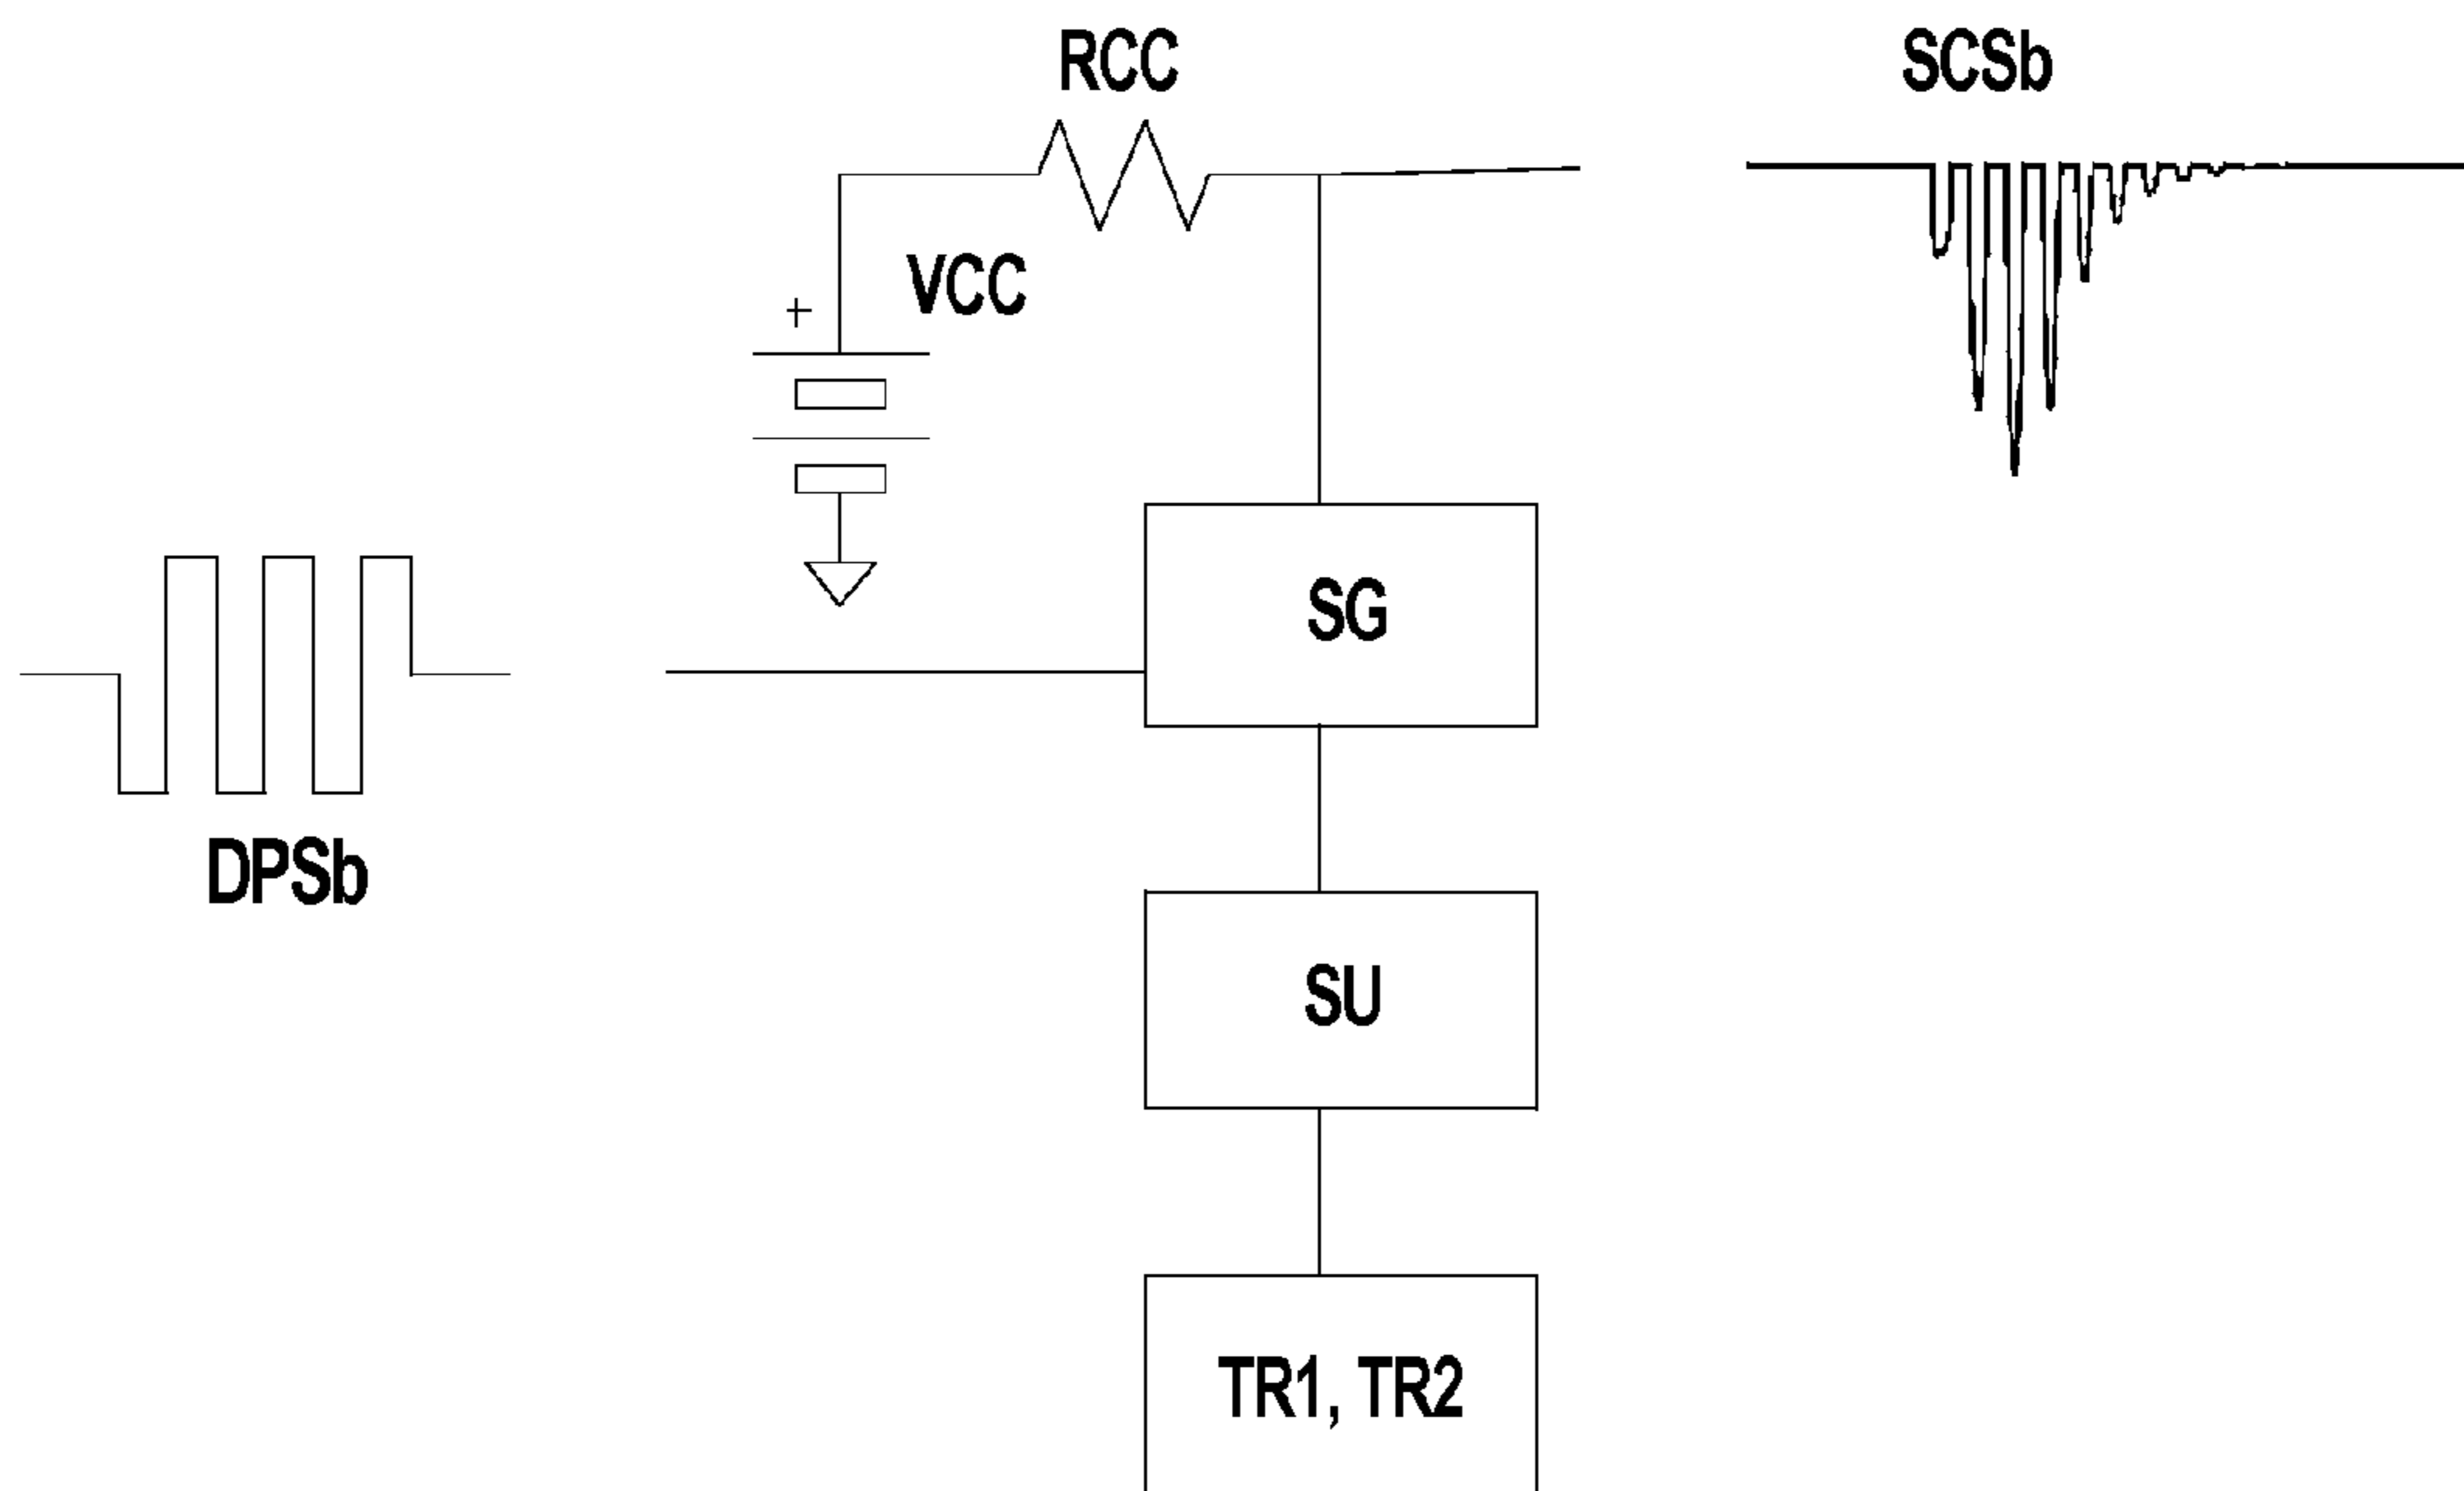 RCC
SCSb
VCC
+
SG
DPSb
SU
TR1, TR2